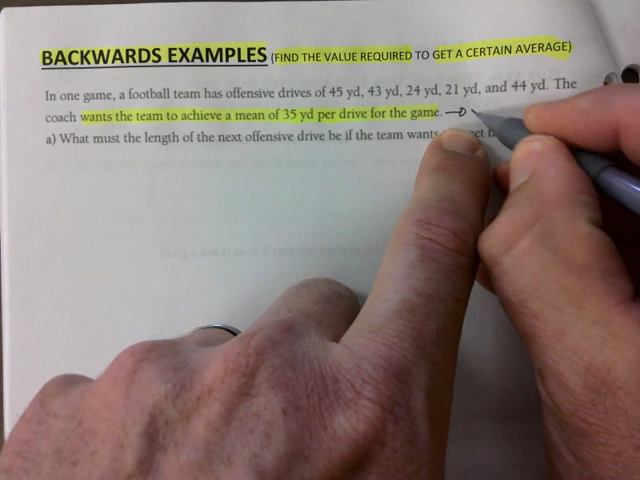 BACKWARDS EXAMPLES (FIND THE VALUE REQUIRED TO GET A CERTAIN AVERAGE)
In one game, a football team has offensive drives of 45 yd, 43 yd, 24 yd, 21 yd, and 44 yd. The
coach wants the team to achieve a mean of 35 yd per drive for the game.
a) What must the length of the next offensive drive be if the team wants